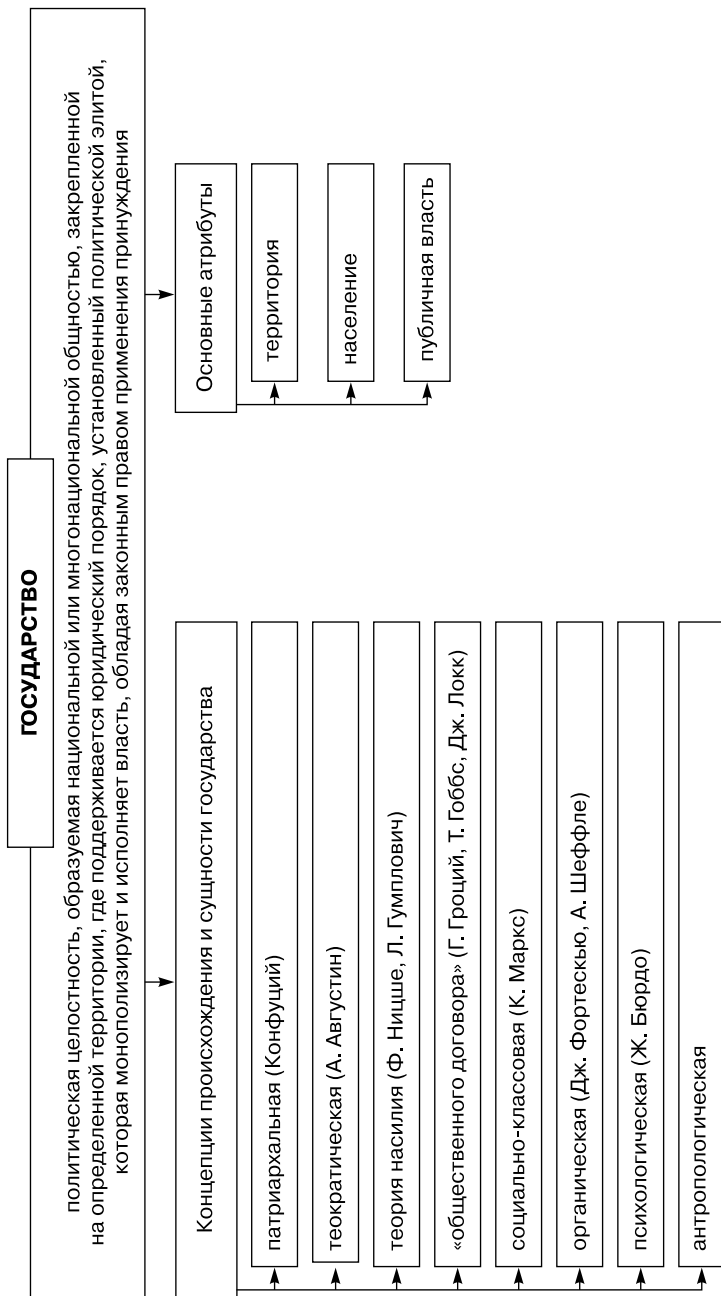 ГОСУДАРСТВО
политическая целостность, образуемая национальной или многонациональной общностью, закрепленной
на определенной территории, где поддерживается юридический порядок, установленный политической элитой,
которая монополизирует и исполняет власть, обладая законным правом применения принуждения
Концепции происхождения и сущности государства
патриархальная (Конфуций)
теократическая (А. Августин)
теория насилия (Ф. Ницше, Л. Гумплович)
«общественного договора» (Г. Гроций, Т. Гоббс, Дж. Локк)
социально-классовая (К. Маркс)
органическая (Дж. Фортескью, А. Шеффле)
психологическая (Ж. Бюрдо)
антропологическая
Основные атрибуты
территория
население
публичная власть